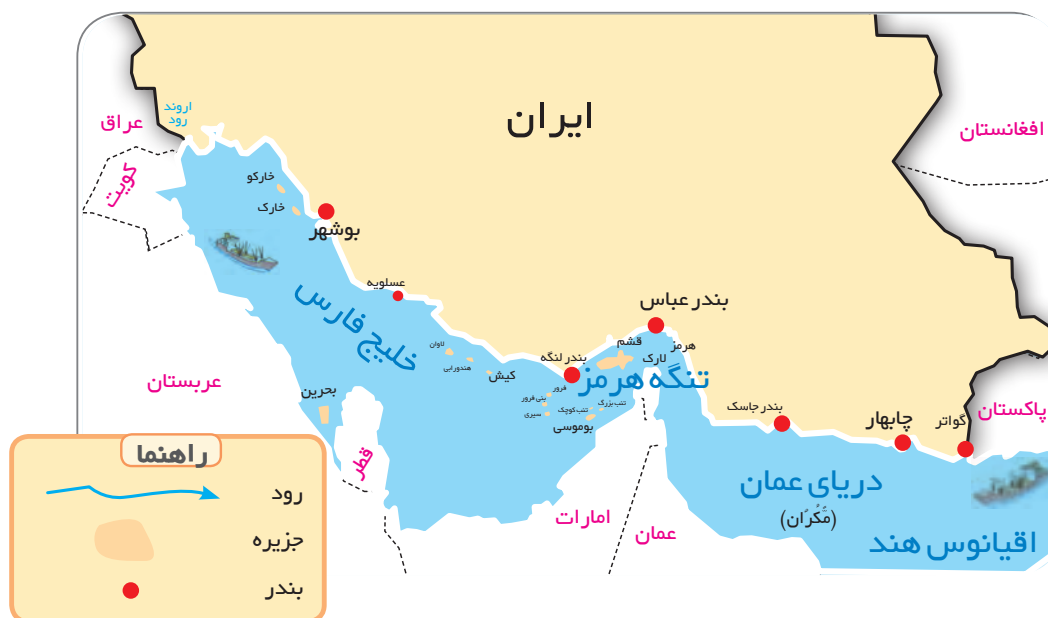 ایران
افغانستان
عراق
اروند
رود
کویت
خارکو
خارک
بوشهر
عسلویه
خلیج فارس
بندر عباس
هرمز
قشم
لارک
بندر لنگه
تنگه هرمز
لاوان
هندورابی
کیش
فرور
بنی فرور
سیری
تنب بزرگ
تنب کوچک
بوموسی
عربستان
بحرین
قطر
امارات
عمان
بندر جاسک
چابهار
گواتر
پاکستان
دریای عمان
(مَکُران)
اقیانوس هند
راهنما
رود
جزیره
بندر